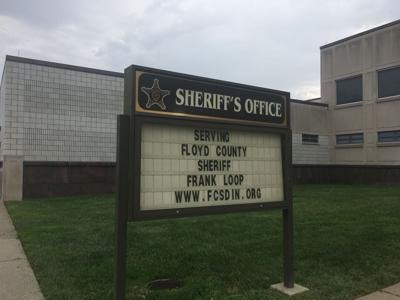 SHERIFF'S OFFICE
SERVING
FLOYD COUNTY
SHERIFF
FRANK LOOP
WWW.FCSDIN.ORG